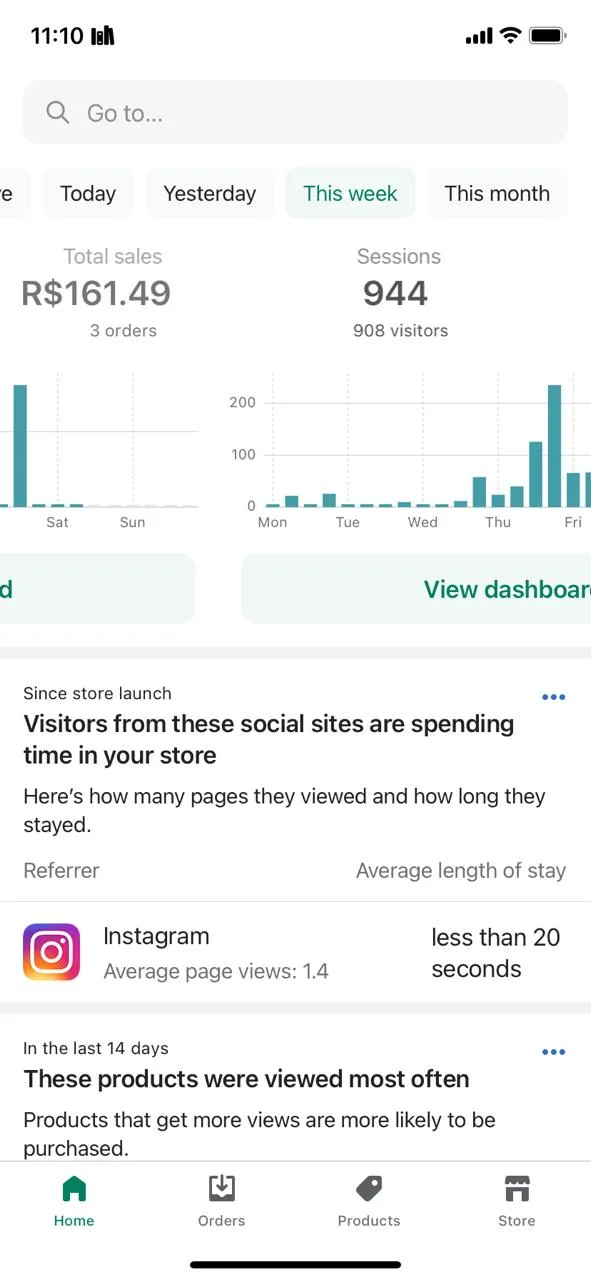 11:10
Go to...
e
Today
Yesterday
This week
This month
Total sales
R$161.49
3 orders
Sessions
944
908 visitors
Sat
Sun
200
100
0
Mon
Tue
Wed
Thu
Fri
d
View dashboar
Since store launch
•••
Visitors from these social sites are spending
time in your store
Here’s how many pages they viewed and how long they
stayed.
Referrer
Average length of stay
Instagram
Average page views: 1.4
less than 20
seconds
In the last 14 days
•••
These products were viewed most often
Products that get more views are more likely to be
purchased.
Home
Orders
Products
Store